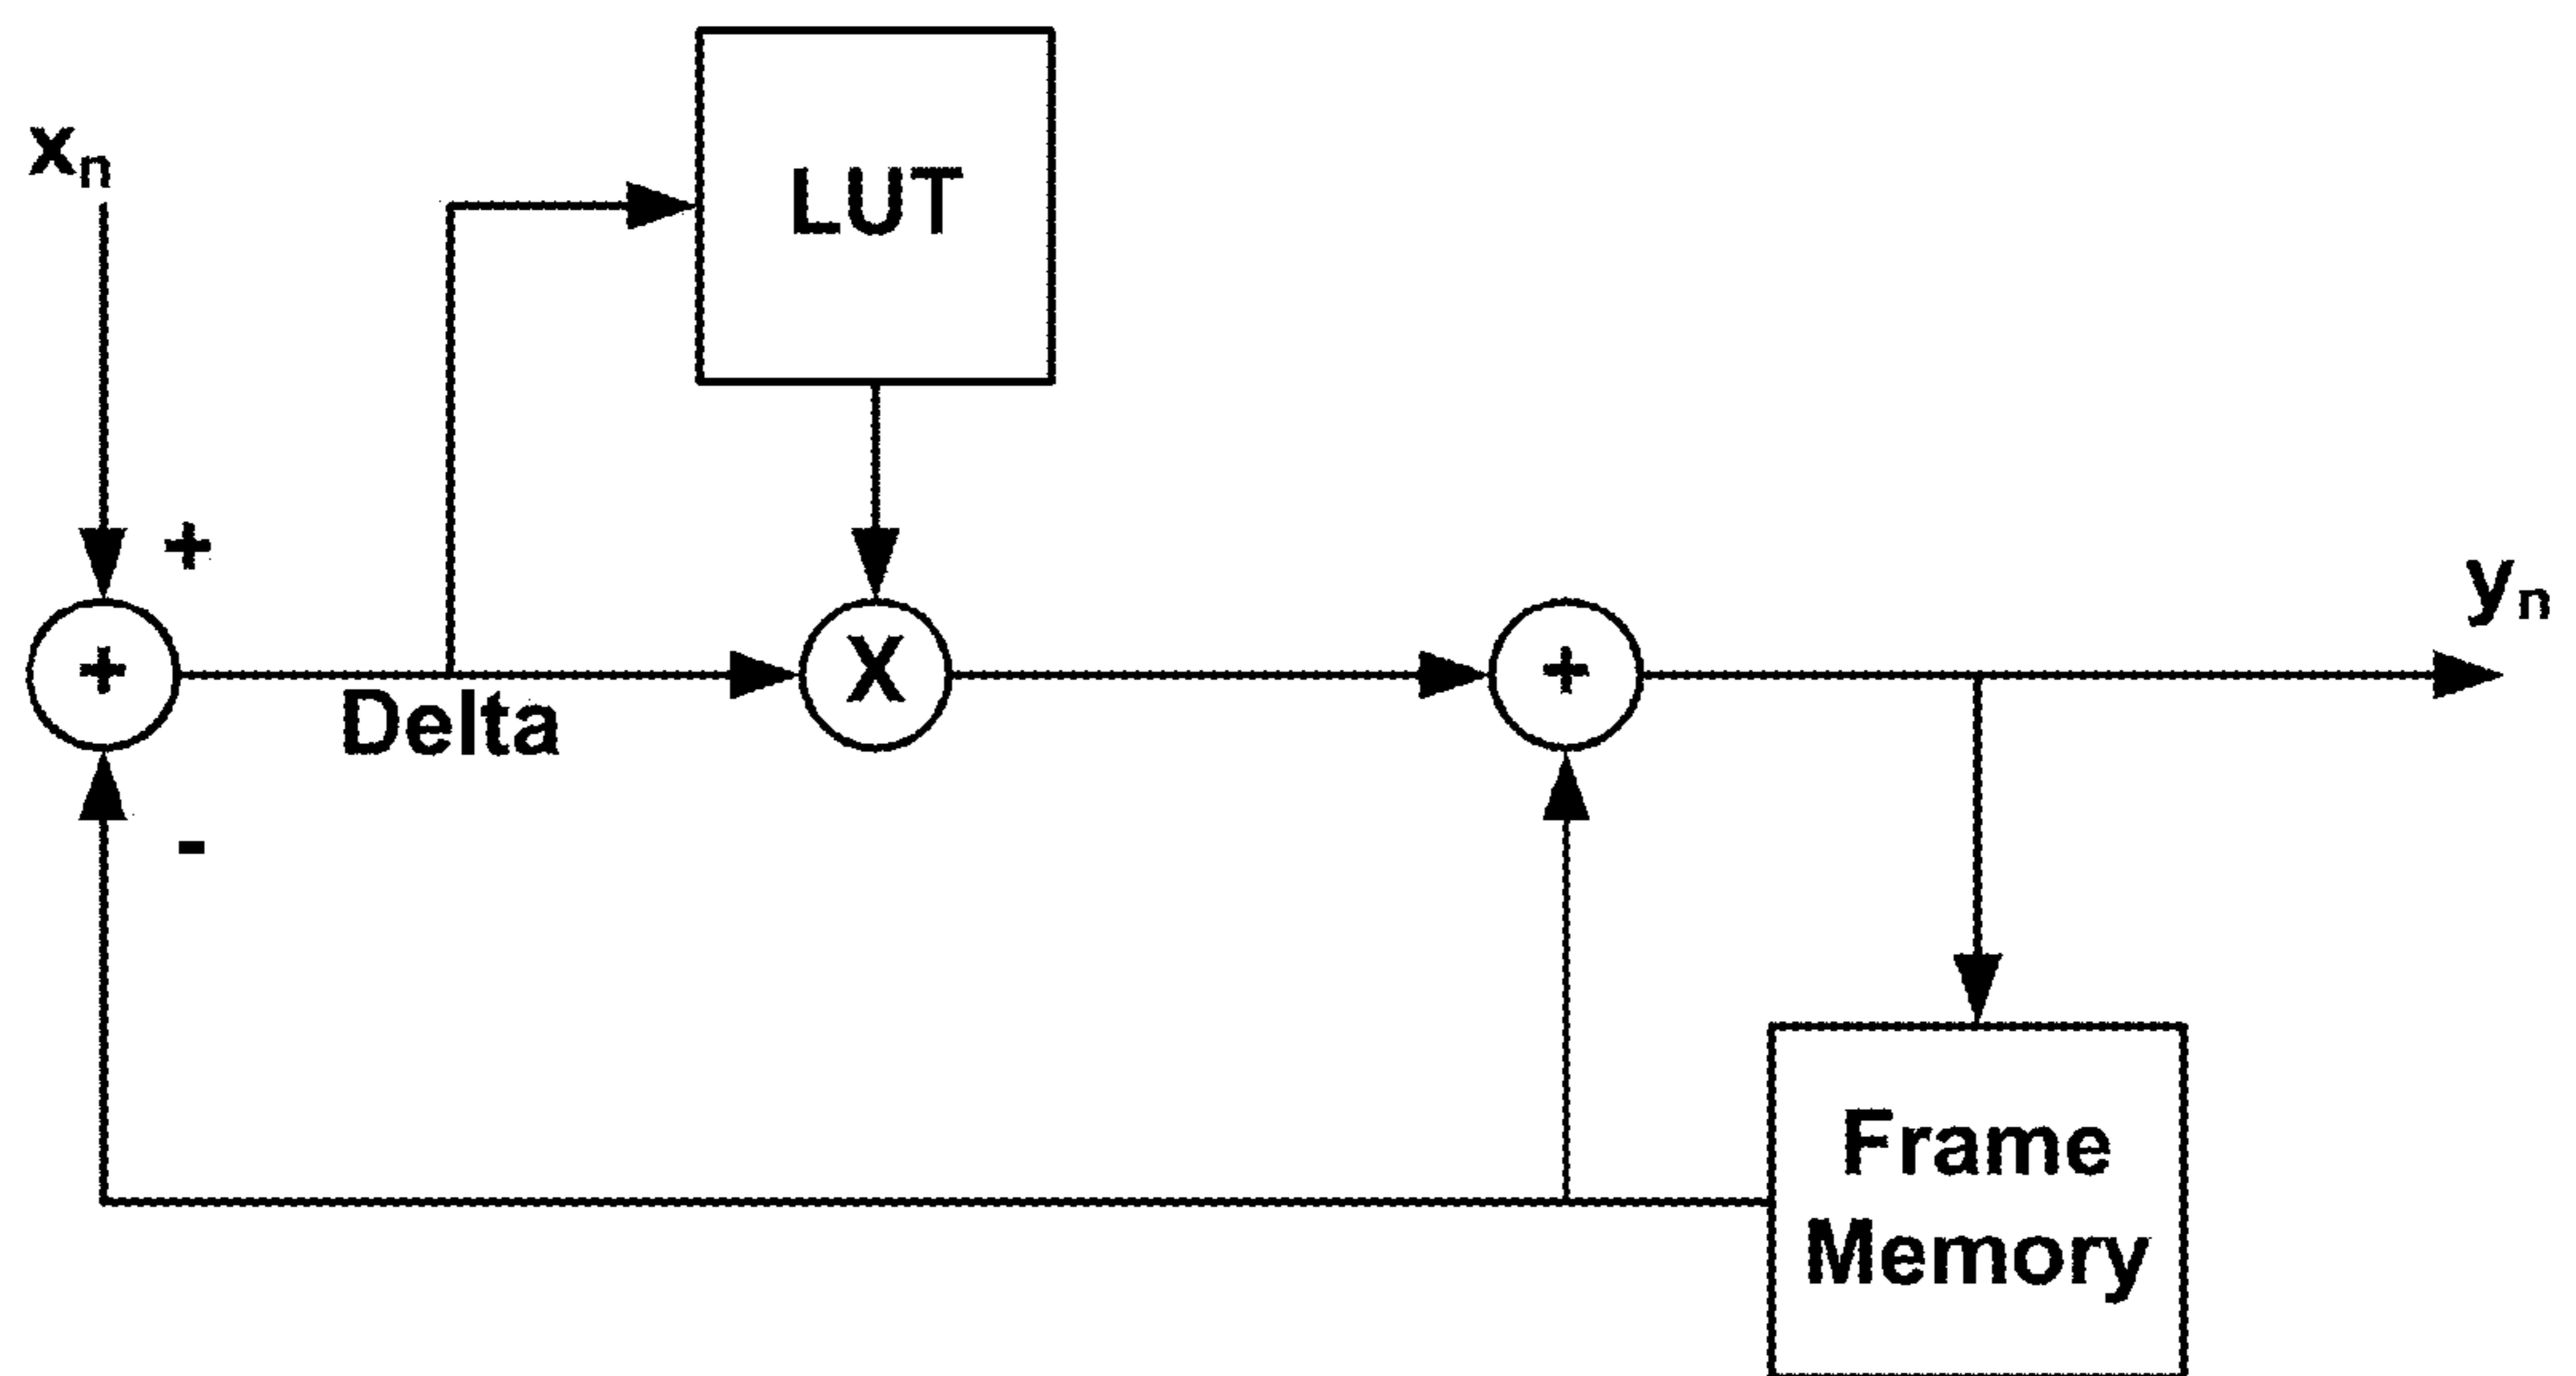 xn
LUT
+
yn
+
X
+
Delta
-
Frame
Memory